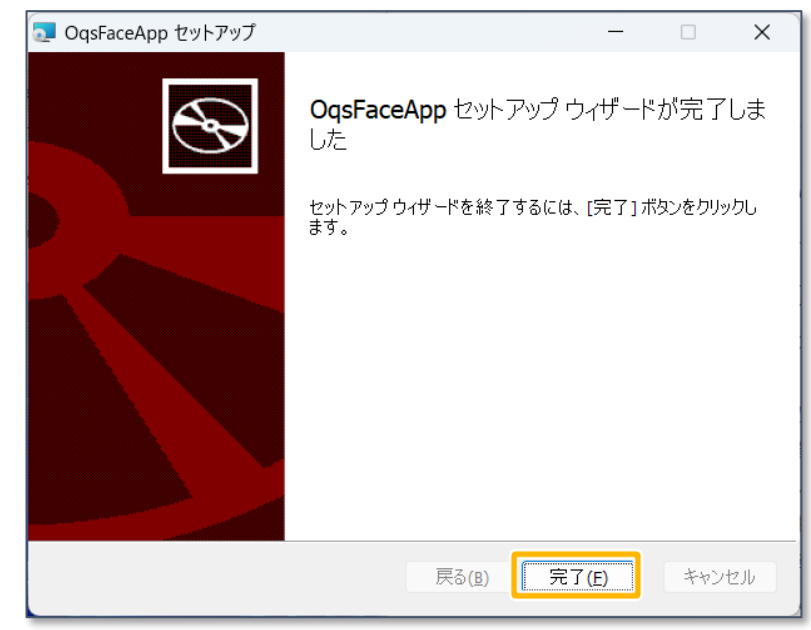 OqsFaceApp セットアップ
OqsFaceApp セットアップ ウィザードが完了しま
した
セットアップ ウィザードを終了するには、[完了] ボタンをクリックし
ます。
戻る(B) 完了(F) キャンセル